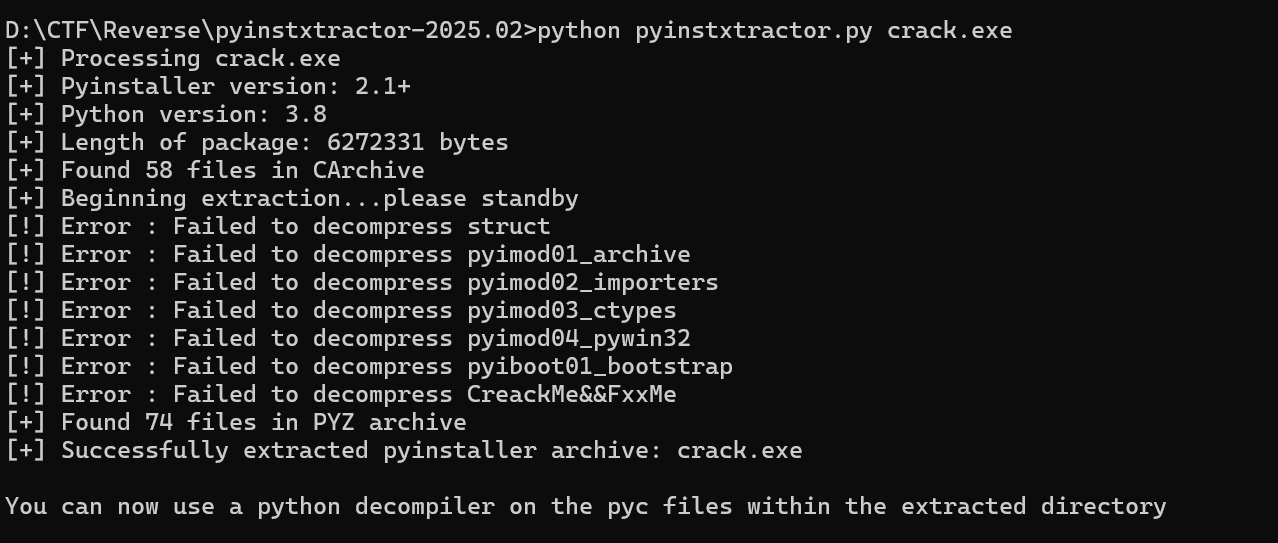 D:\CTF\Reverse\pyinstxtractor-2025.02>python pyinstxtractor.py crack.exe
[+] Processing crack.exe
[+] Pyinstaller version: 2.1+
[+] Python version: 3.8
[+] Length of package: 6272331 bytes
[+] Found 58 files in CArchive
[+] Beginning extraction...please standby
[!] Error : Failed to decompress struct
[!] Error : Failed to decompress pyimod01_archive
[!] Error : Failed to decompress pyimod02_importers
[!] Error : Failed to decompress pyimod03_ctypes
[!] Error : Failed to decompress pyimod04_pywin32
[!] Error : Failed to decompress pyiboot01_bootstrap
[!] Error : Failed to decompress CreackMe&&FxxMe
[+] Found 74 files in PYZ archive
[+] Successfully extracted pyinstaller archive: crack.exe
You can now use a python decompiler on the pyc files within the extracted directory